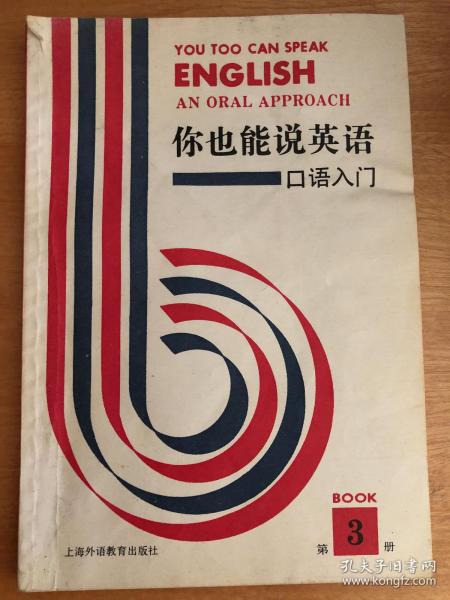 YOU TOO CAN SPEAK
ENGLISH
AN ORAL APPROACH
你也能说英语
口语入门
BOOK
第 3 册
上海外语教育出版社
孔夫子旧书网
www.kongfz.com